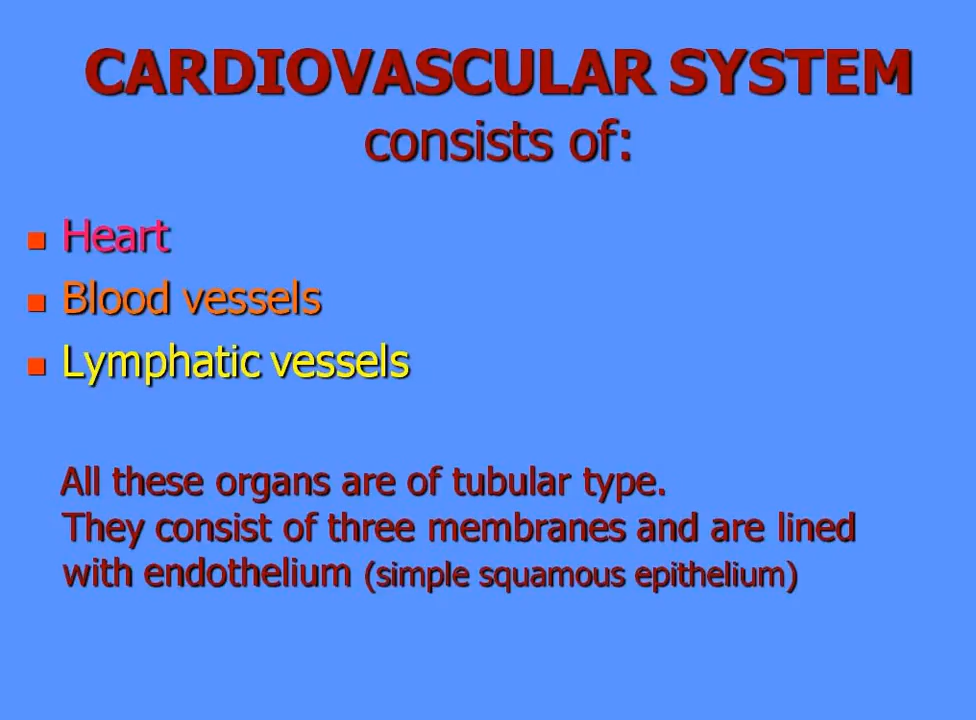 CARDIOVASCULAR SYSTEM
consists of:
Heart
Blood vessels
Lymphatic vessels
All these organs are of tubular type.
They consist of three membranes and are lined
with endothelium (simple squamous epithelium)